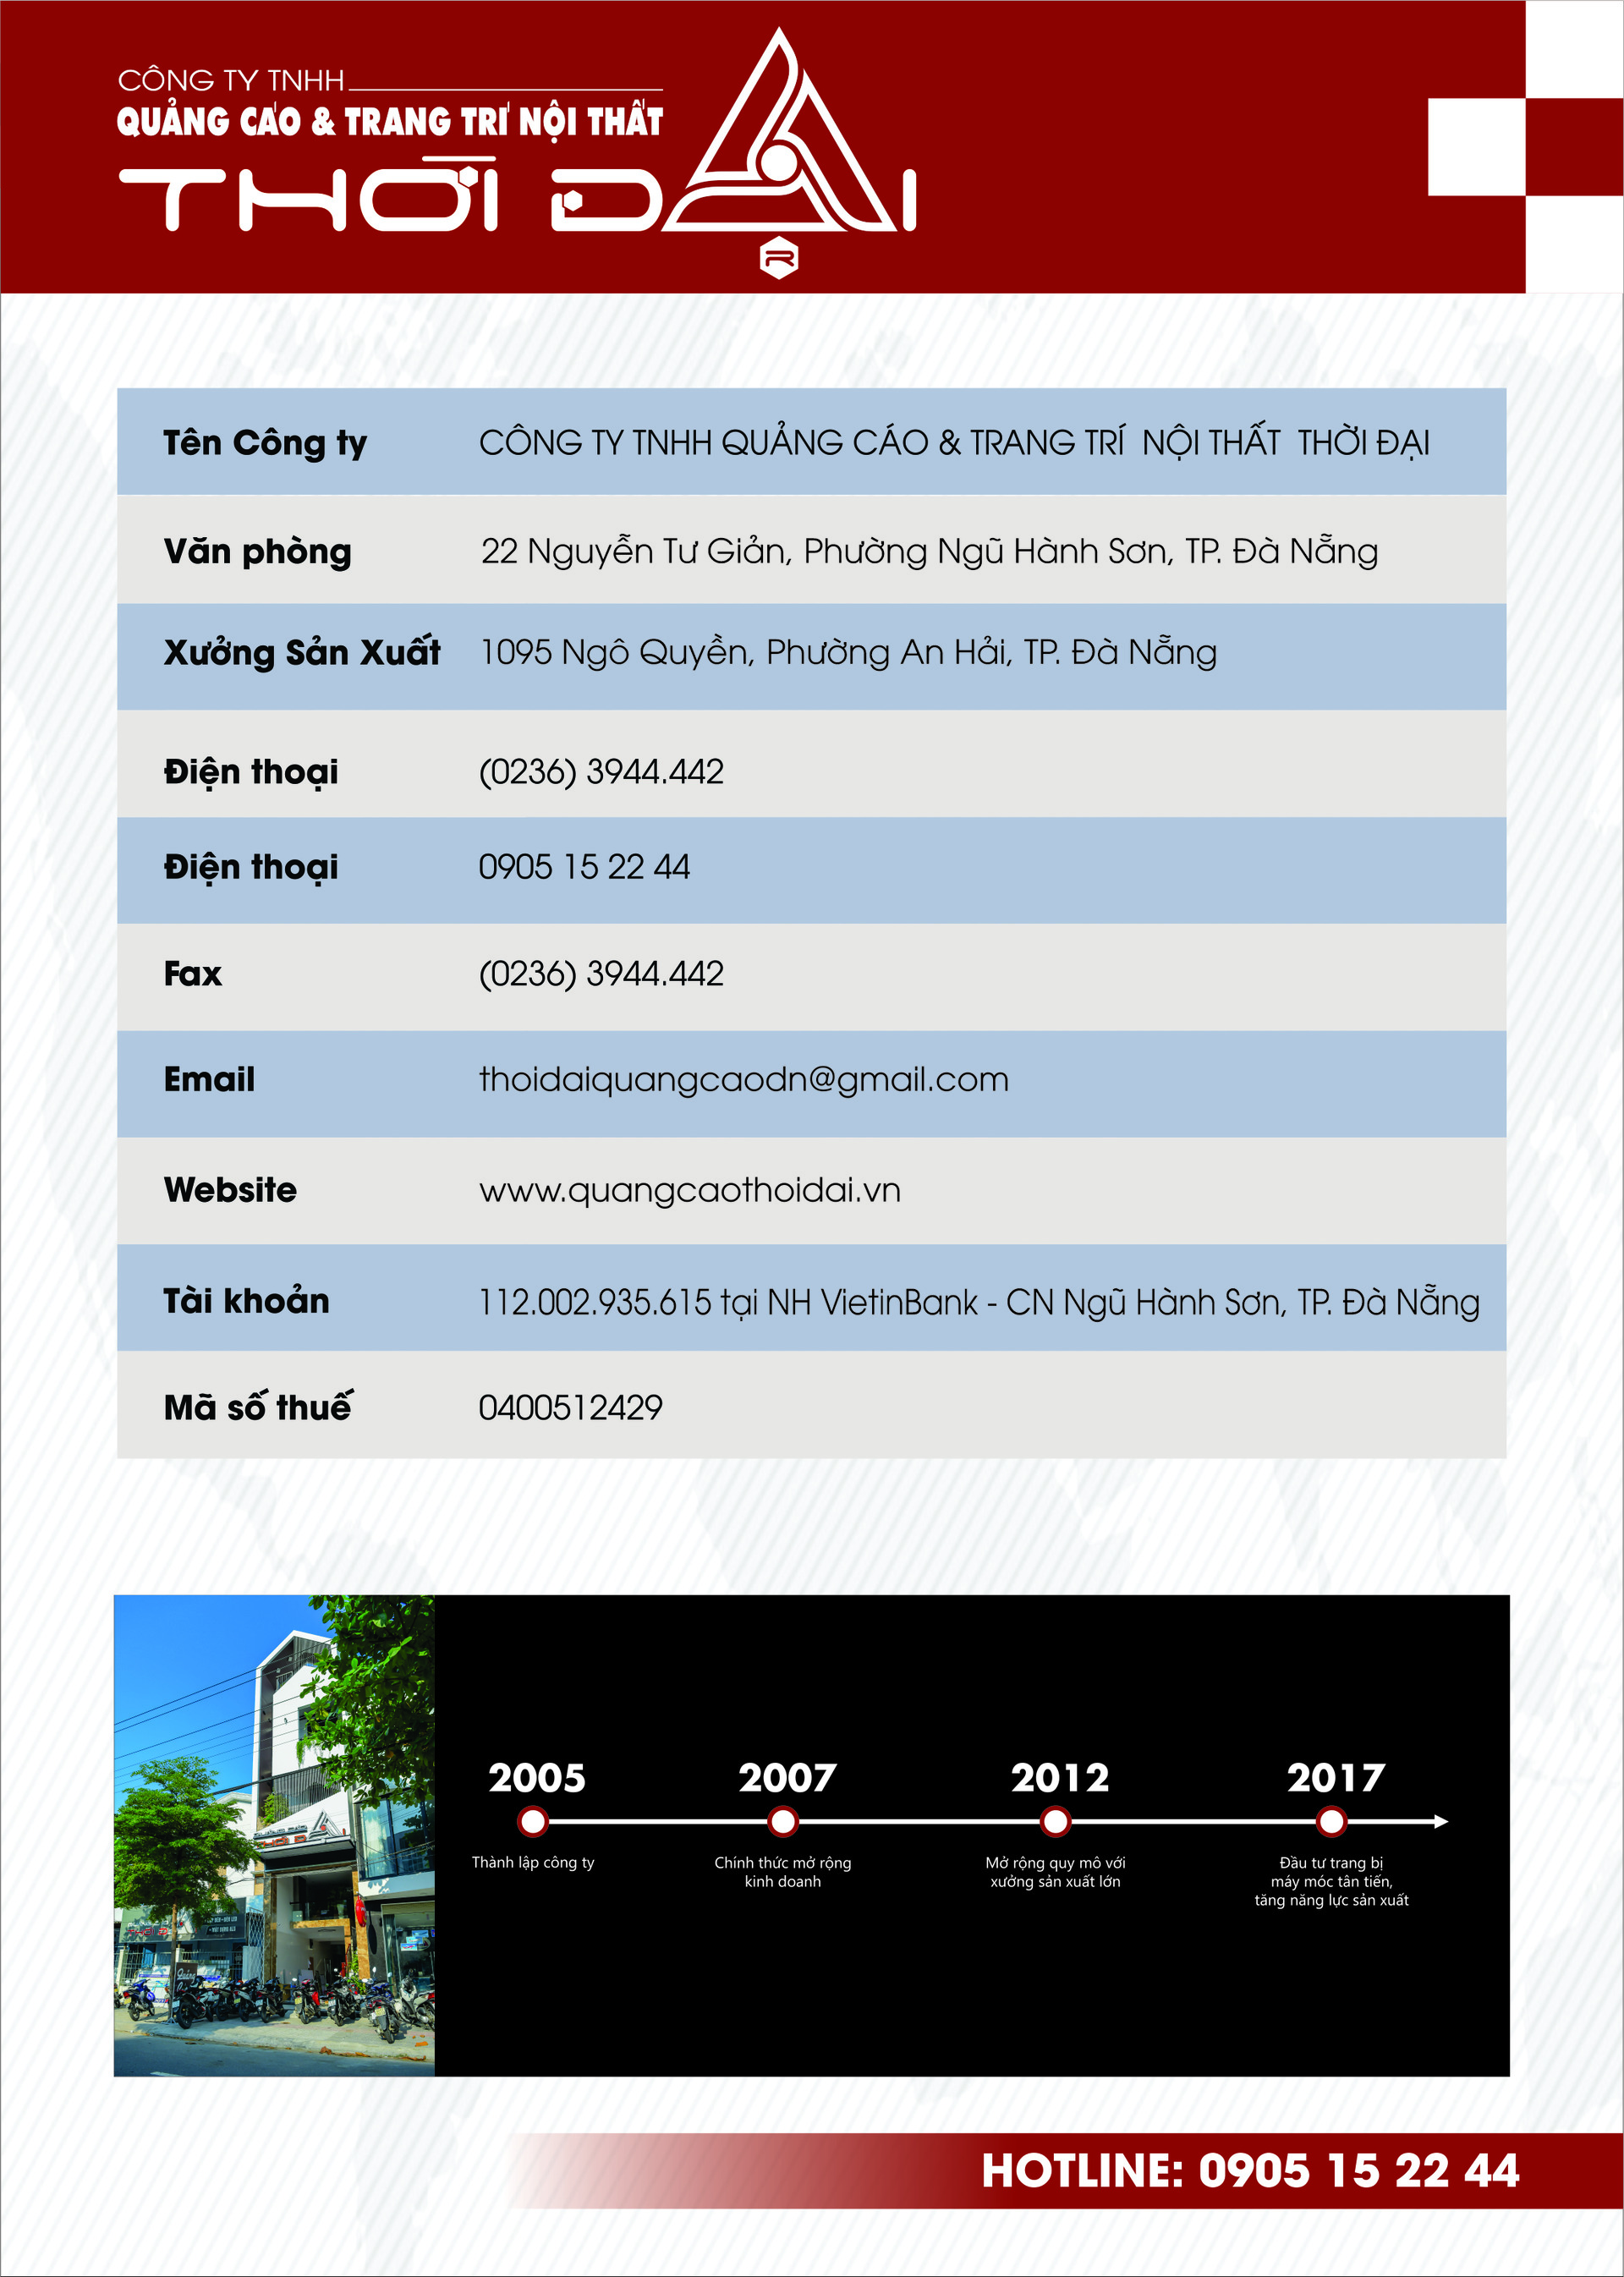 CÔNG TY TNHH
QUẢNG CÁO & TRANG TRÍ NỘI THẤT
THỜI ĐẠI
R
Tên Công ty CÔNG TY TNHH QUẢNG CÁO & TRANG TRÍ NỘI THẤT THỜI ĐẠI
Văn phòng 22 Nguyễn Tư Giản, Phường Ngũ Hành Sơn, TP. Đà Nẵng
Xưởng Sản Xuất 1095 Ngô Quyền, Phường An Hải, TP. Đà Nẵng
Điện thoại (0236) 3944.442
Điện thoại 0905 15 22 44
Fax (0236) 3944.442
Email thoidaiquangcaodn@gmail.com
Website www.quangcaothoidai.vn
Tài khoản 112.002.935.615 tại NH VietinBank - CN Ngũ Hành Sơn, TP. Đà Nẵng
Mã số thuế 0400512429
THỜI ĐẠI
2005
Thành lập công ty
2007
Chính thức mở rộng
kinh doanh
2012
Mở rộng quy mô với
xưởng sản xuất lớn
2017
Đầu tư trang bị
máy móc tân tiến,
tăng năng lực sản xuất
HOTLINE: 0905 15 22 44